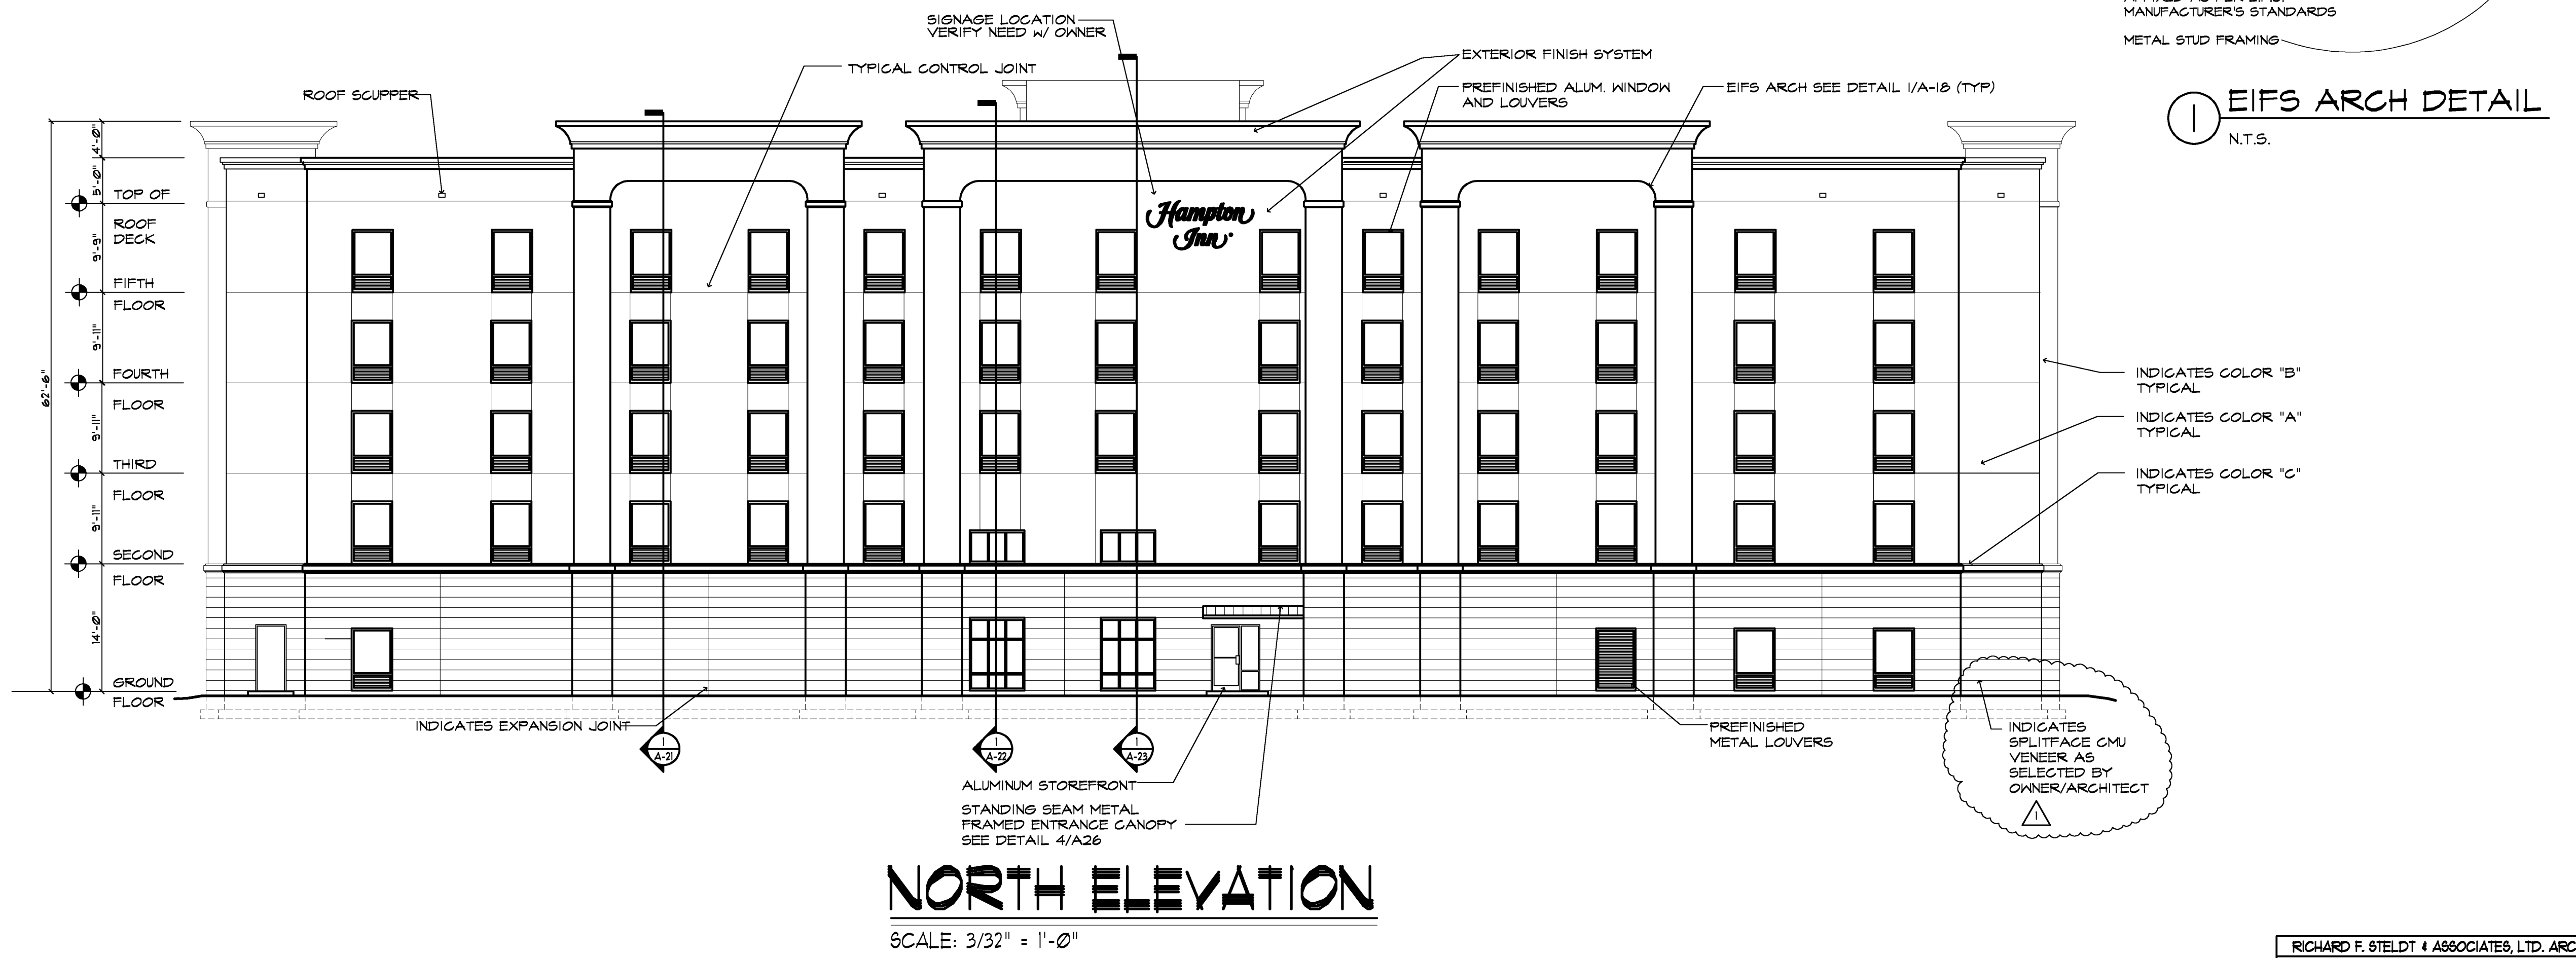 SIGNAGE LOCATION
VERIFY NEED W/ OWNER
TYPICAL CONTROL JOINT
ROOF SCUPPER
EXTERIOR FINISH SYSTEM
PREFINISHED ALUM. WINDOW
AND LOUVERS
EIFS ARCH SEE DETAIL 1/A-18 (TYP)
MANUFACTURER'S STANDARDS
METAL STUD FRAMING
1
EIFS ARCH DETAIL
N.T.S.
62'-6"
4'-0"
5'-0"
9'-9"
9'-11"
9'-11"
9'-11"
14'-0"
TOP OF
ROOF
DECK
FIFTH
FLOOR
FOURTH
FLOOR
THIRD
FLOOR
SECOND
FLOOR
GROUND
FLOOR
Hampton
Inn
INDICATES COLOR "B"
TYPICAL
INDICATES COLOR "A"
TYPICAL
INDICATES COLOR "C"
TYPICAL
INDICATES EXPANSION JOINT
1
A-21
1
A-22
1
A-23
ALUMINUM STOREFRONT
STANDING SEAM METAL
FRAMED ENTRANCE CANOPY
SEE DETAIL 4/A26
PREFINISHED
METAL LOUVERS
INDICATES
SPLITFACE CMU
VENEER AS
SELECTED BY
OWNER/ARCHITECT
1
NORTH ELEVATION
SCALE: 3/32" = 1'-0"
RICHARD F. STELDT & ASSOCIATES, LTD. ARC